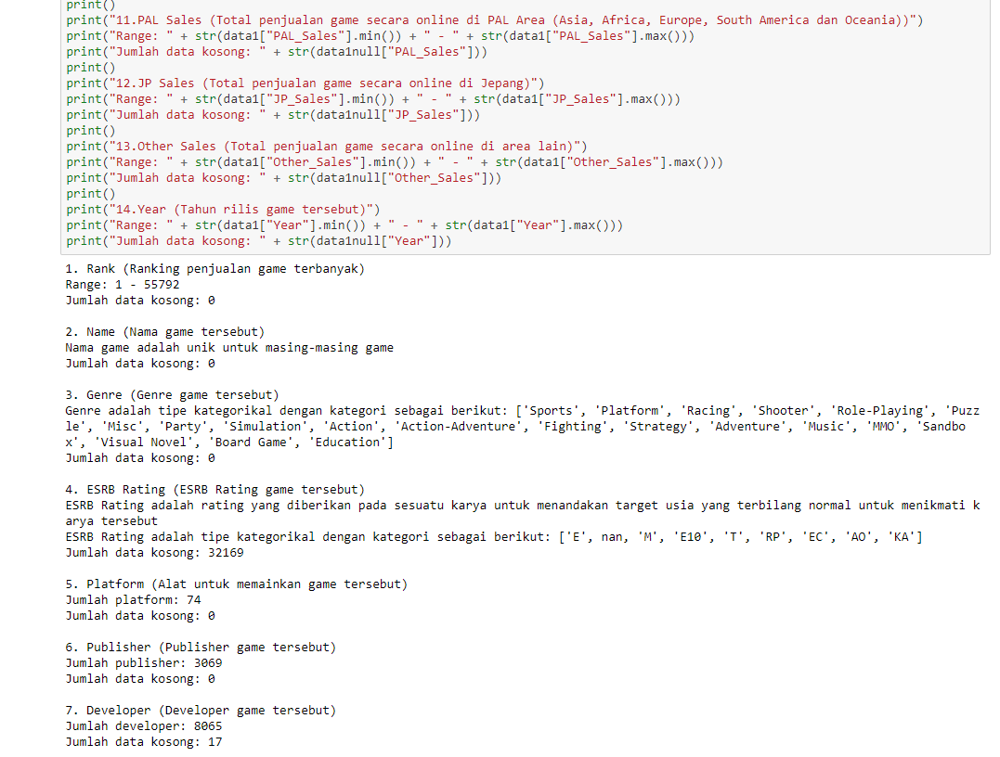 print()
print("11.PAL Sales (Total penjualan game secara online di PAL Area (Asia, Africa, Europe, South America dan Oceania))")
print("Range: " + str(data1["PAL_Sales"].min()) + " - " + str(data1["PAL_Sales"].max()))
print("Jumlah data kosong: " + str(data1null["PAL_Sales"]))
print()
print("12.JP Sales (Total penjualan game secara online di Jepang)")
print("Range: " + str(data1["JP_Sales"].min()) + " - " + str(data1["JP_Sales"].max()))
print("Jumlah data kosong: " + str(data1null["JP_Sales"]))
print()
print("13.Other Sales (Total penjualan game secara online di area lain)")
print("Range: " + str(data1["Other_Sales"].min()) + " - " + str(data1["Other_Sales"].max()))
print("Jumlah data kosong: " + str(data1null["Other_Sales"]))
print()
print("14.Year (Tahun rilis game tersebut)")
print("Range: " + str(data1["Year"].min()) + " - " + str(data1["Year"].max()))
print("Jumlah data kosong: " + str(data1null["Year"]))
1. Rank (Ranking penjualan game terbanyak)
Range: 1 - 55792
Jumlah data kosong: 0
2. Name (Nama game tersebut)
Nama game adalah unik untuk masing-masing game
Jumlah data kosong: 0
3. Genre (Genre game tersebut)
Genre adalah tipe kategorikal dengan kategori sebagai berikut: ['Sports', 'Platform', 'Racing', 'Shooter', 'Role-Playing', 'Puzz
le', 'Misc', 'Party', 'Simulation', 'Action', 'Action-Adventure', 'Fighting', 'Strategy', 'Adventure', 'Music', 'MMO', 'Sandbo
x', 'Visual Novel', 'Board Game', 'Education']
Jumlah data kosong: 0
4. ESRB Rating (ESRB Rating game tersebut)
ESRB Rating adalah rating yang diberikan pada sesuatu karya untuk menandakan target usia yang terbilang normal untuk menikmati k
arya tersebut
ESRB Rating adalah tipe kategorikal dengan kategori sebagai berikut: ['E', nan, 'M', 'E10', 'T', 'RP', 'EC', 'AO', 'KA']
Jumlah data kosong: 32169
5. Platform (Alat untuk memainkan game tersebut)
Jumlah platform: 74
Jumlah data kosong: 0
6. Publisher (Publisher game tersebut)
Jumlah publisher: 3069
Jumlah data kosong: 0
7. Developer (Developer game tersebut)
Jumlah developer: 8065
Jumlah data kosong: 17